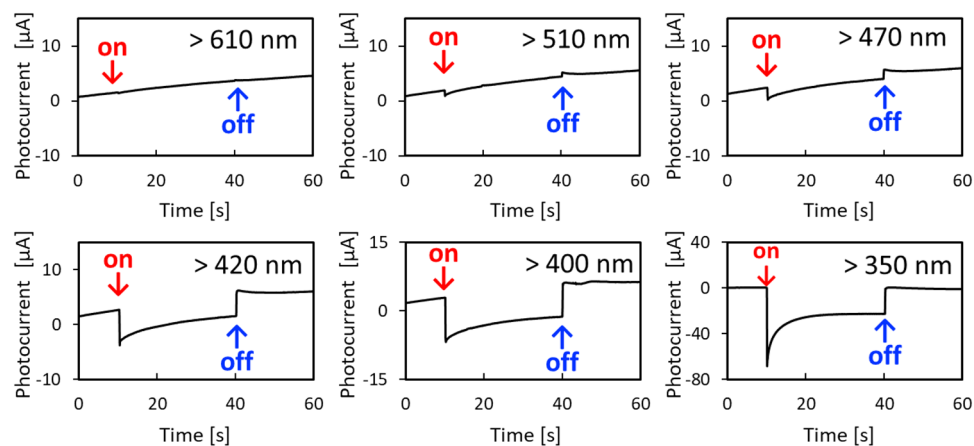 Photocurrent [µA]
10
0
-10
on
> 610 nm
off
0 20 40 60
Time [s]
Photocurrent [µA]
10
0
-10
on
> 510 nm
off
0 20 40 60
Time [s]
Photocurrent [µA]
10
0
-10
on
> 470 nm
off
0 20 40 60
Time [s]
Photocurrent [µA]
10
0
-10
on
> 420 nm
off
0 20 40 60
Time [s]
Photocurrent [µA]
15
0
-15
on
> 400 nm
off
0 20 40 60
Time [s]
Photocurrent [µA]
40
0
-40
-80
on
> 350 nm
off
0 20 40 60
Time [s]